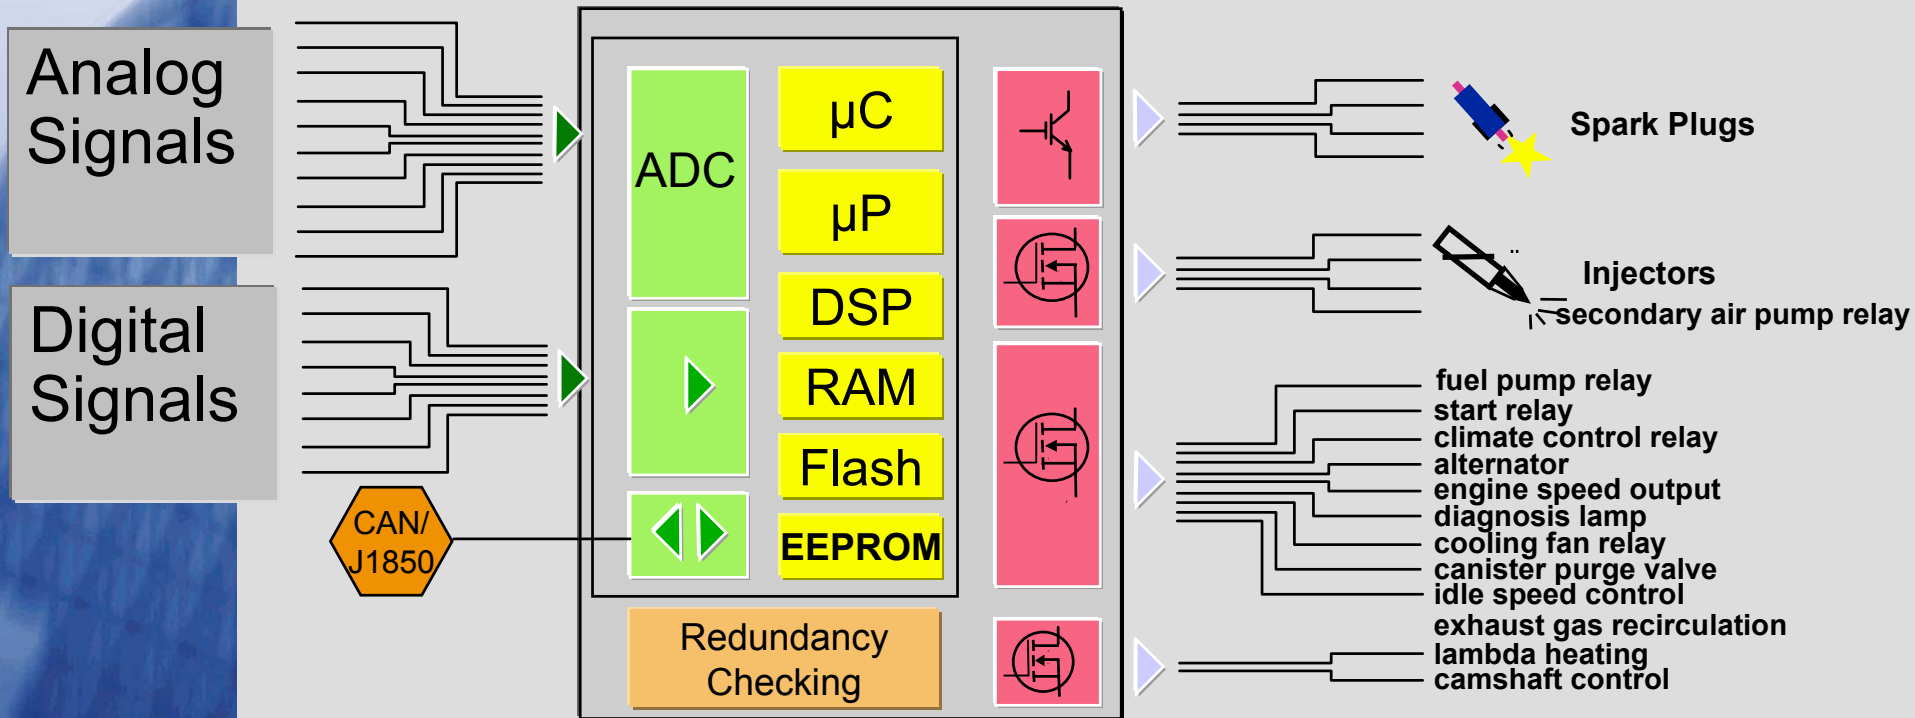 Analog
Signals
Digital
Signals
CAN/
J1850
ADC
µC
µP
DSP
RAM
Flash
EEPROM
Redundancy
Checking
Spark Plugs
Injectors
secondary air pump relay
fuel pump relay
start relay
climate control relay
alternator
engine speed output
diagnosis lamp
cooling fan relay
canister purge valve
idle speed control
exhaust gas recirculation
lambda heating
camshaft control